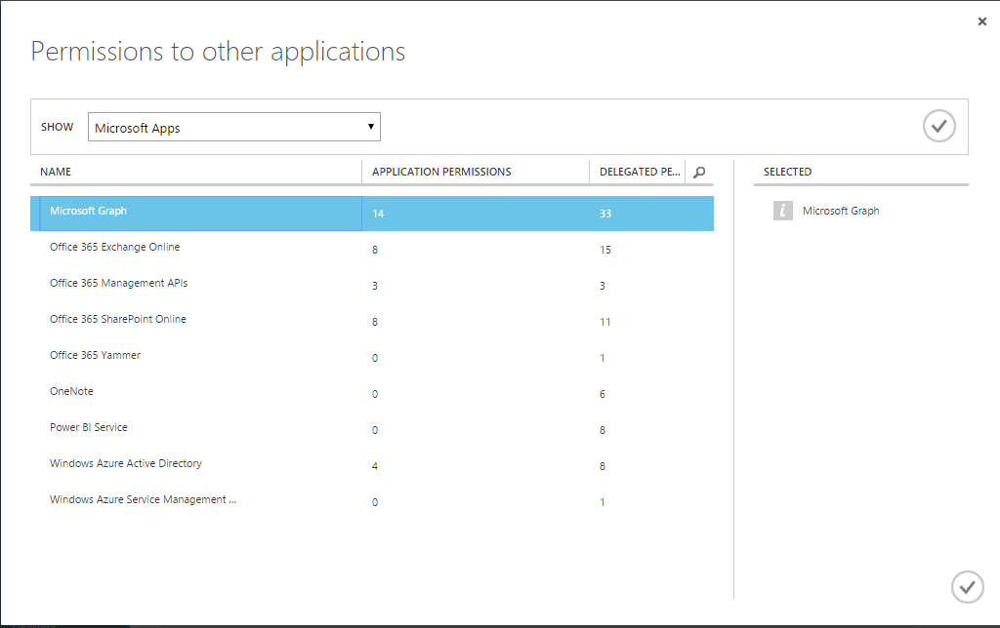 Permissions to other applications
SHOW Microsoft Apps
NAME APPLICATION PERMISSIONS DELEGATED PE... SELECTED
Microsoft Graph 14 33 Microsoft Graph
Office 365 Exchange Online 8 15
Office 365 Management APIs 3 3
Office 365 SharePoint Online 8 11
Office 365 Yammer 0 1
OneNote 0 6
Power BI Service 0 8
Windows Azure Active Directory 4 8
Windows Azure Service Management ... 0 1